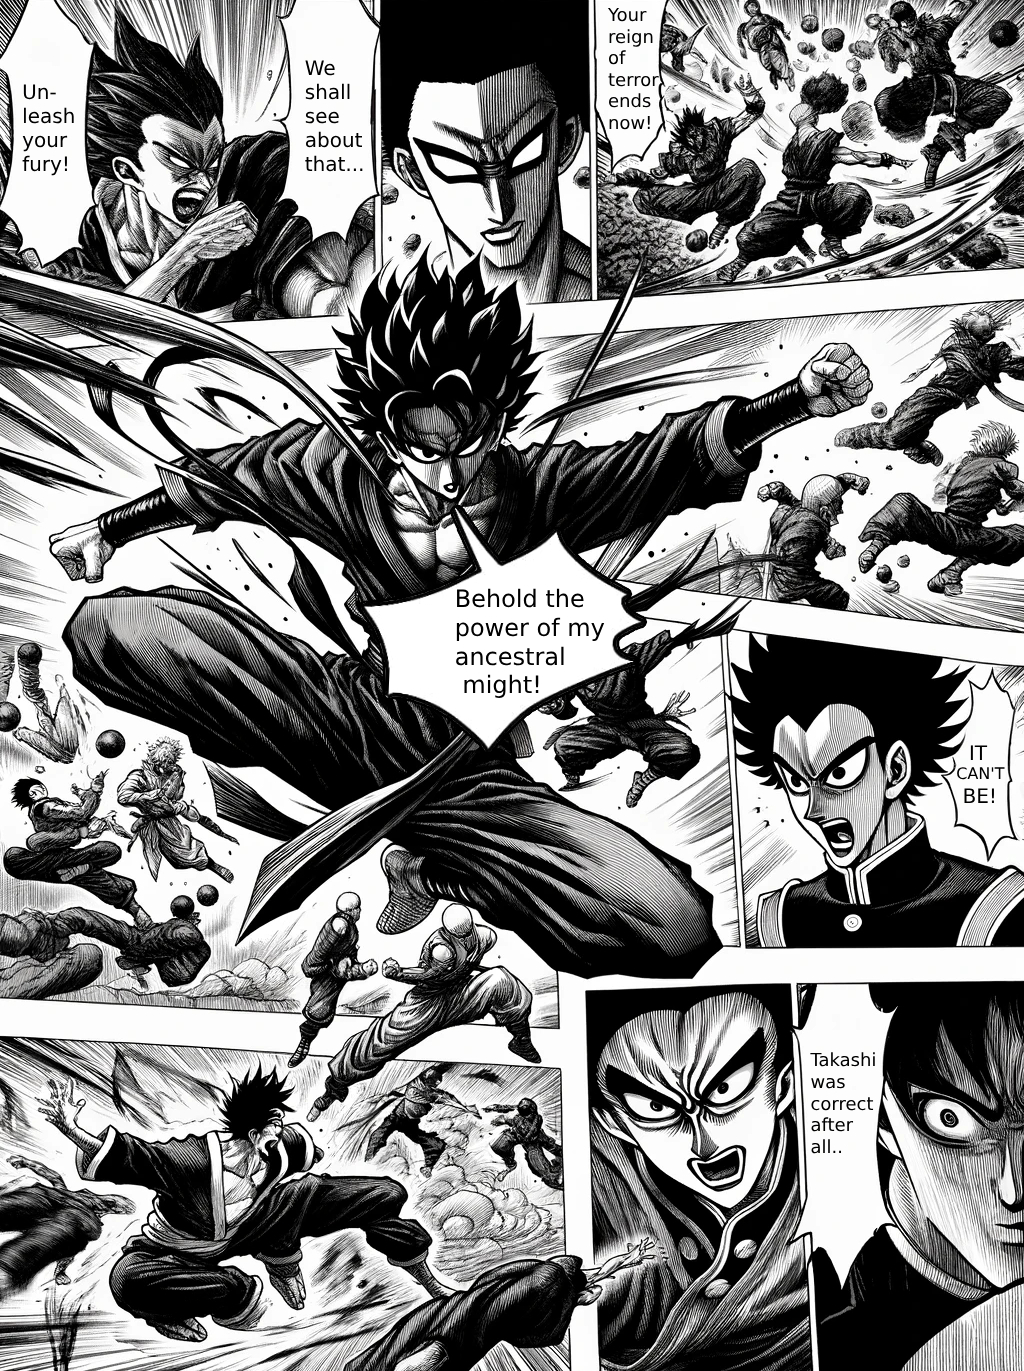 Un-
leash
your
fury!
We
shall
see
about
that...
Your
reign
of
terror
ends
now!
Behold the
power of my
ancestral
might!
IT
CAN'T
BE!
Takashi
was
correct
after
all..